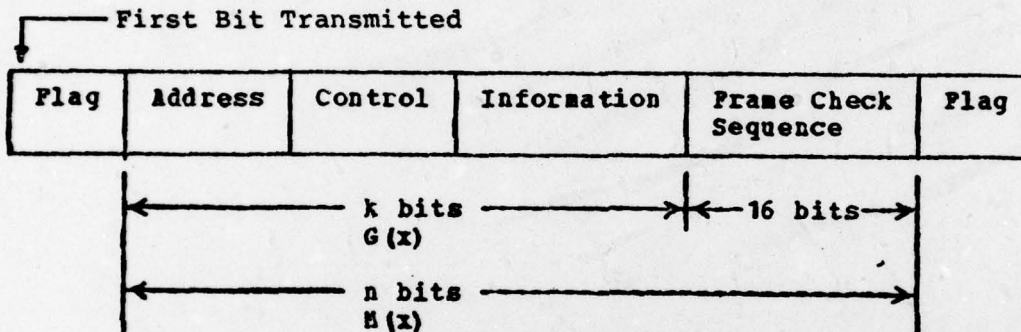 First Bit Transmitted
Flag Address Control Information Frame Check Flag
Sequence
k bits 16 bits
G(x)
n bits
M(x)